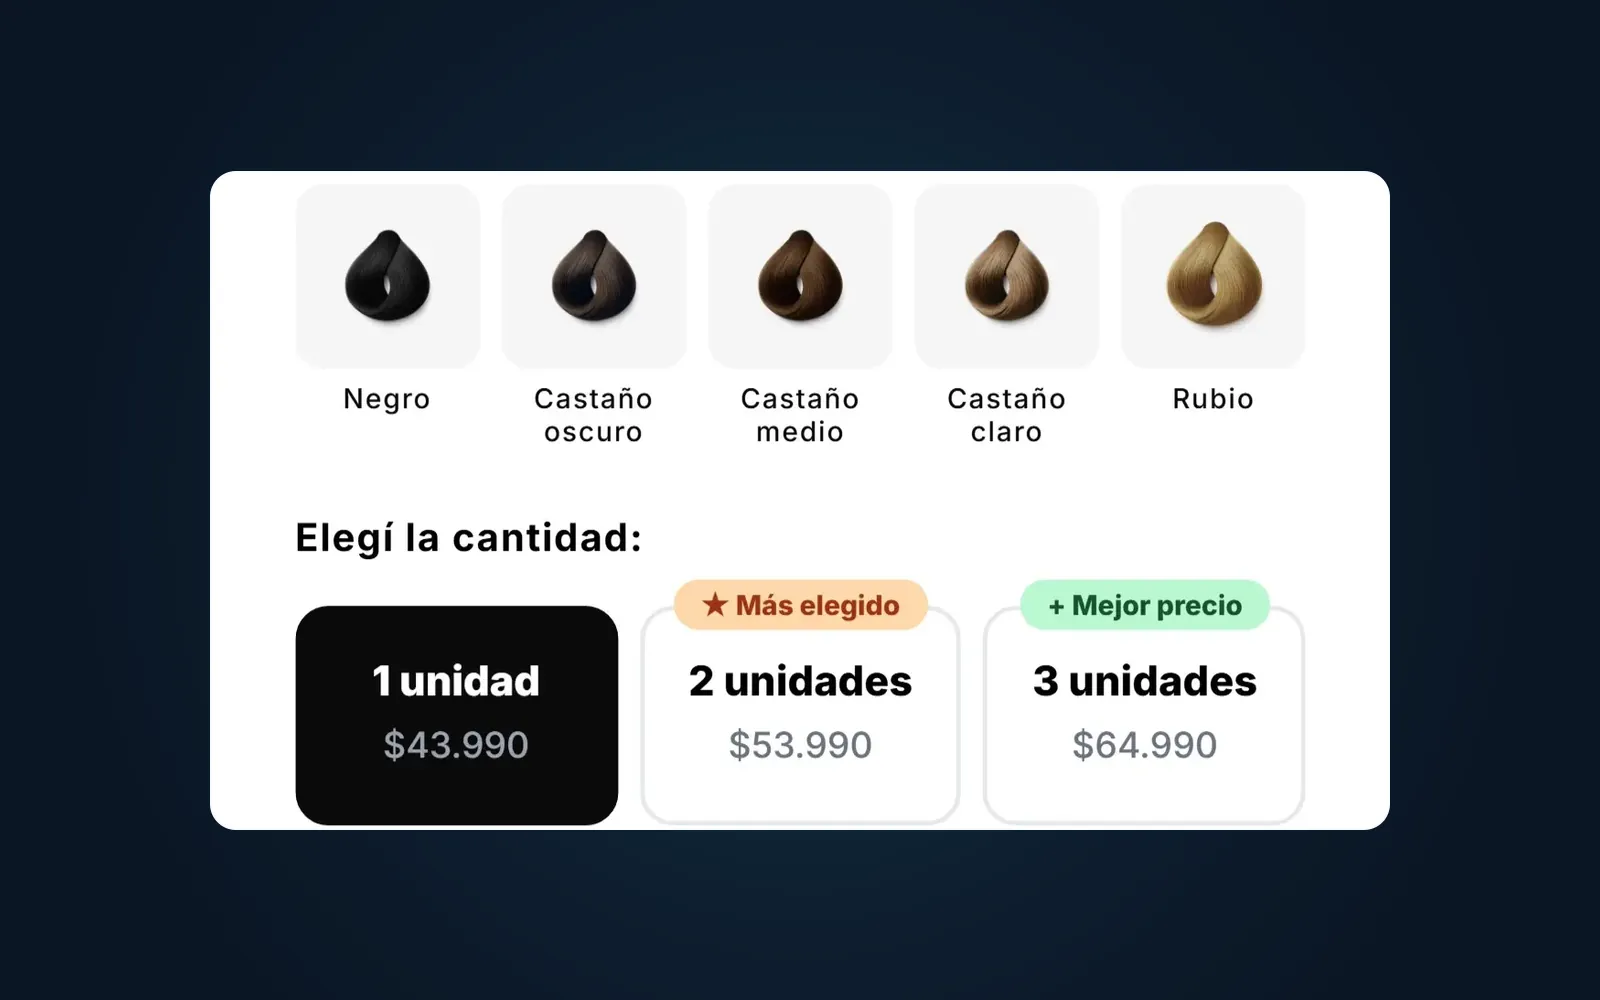 Negro
Castaño
oscuro
Castaño
medio
Castaño
claro
Rubio
Elegí la cantidad:
1 unidad
$43.990
★ Más elegido
2 unidades
$53.990
+ Mejor precio
3 unidades
$64.990